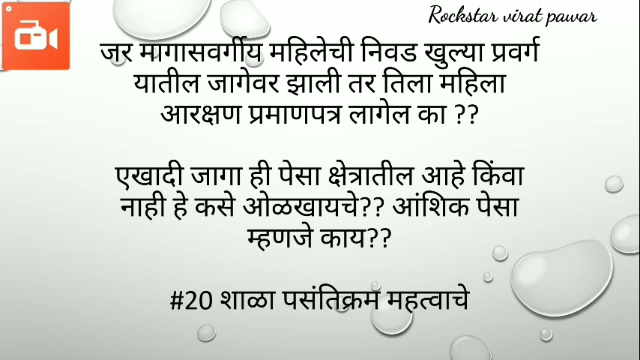 Rockstar virat pawar
जर मागासवर्गीय महिलेची निवड खुल्या प्रवर्ग
यातील जागेवर झाली तर तिला महिला
आरक्षण प्रमाणपत्र लागेल का ??
एखादी जागा ही पेसा क्षेत्रातील आहे किंवा
नाही हे कसे ओळखायचे?? आंशिक पेसा
म्हणजे काय??
#20 शाळा पसंतिक्रम महत्वाचे